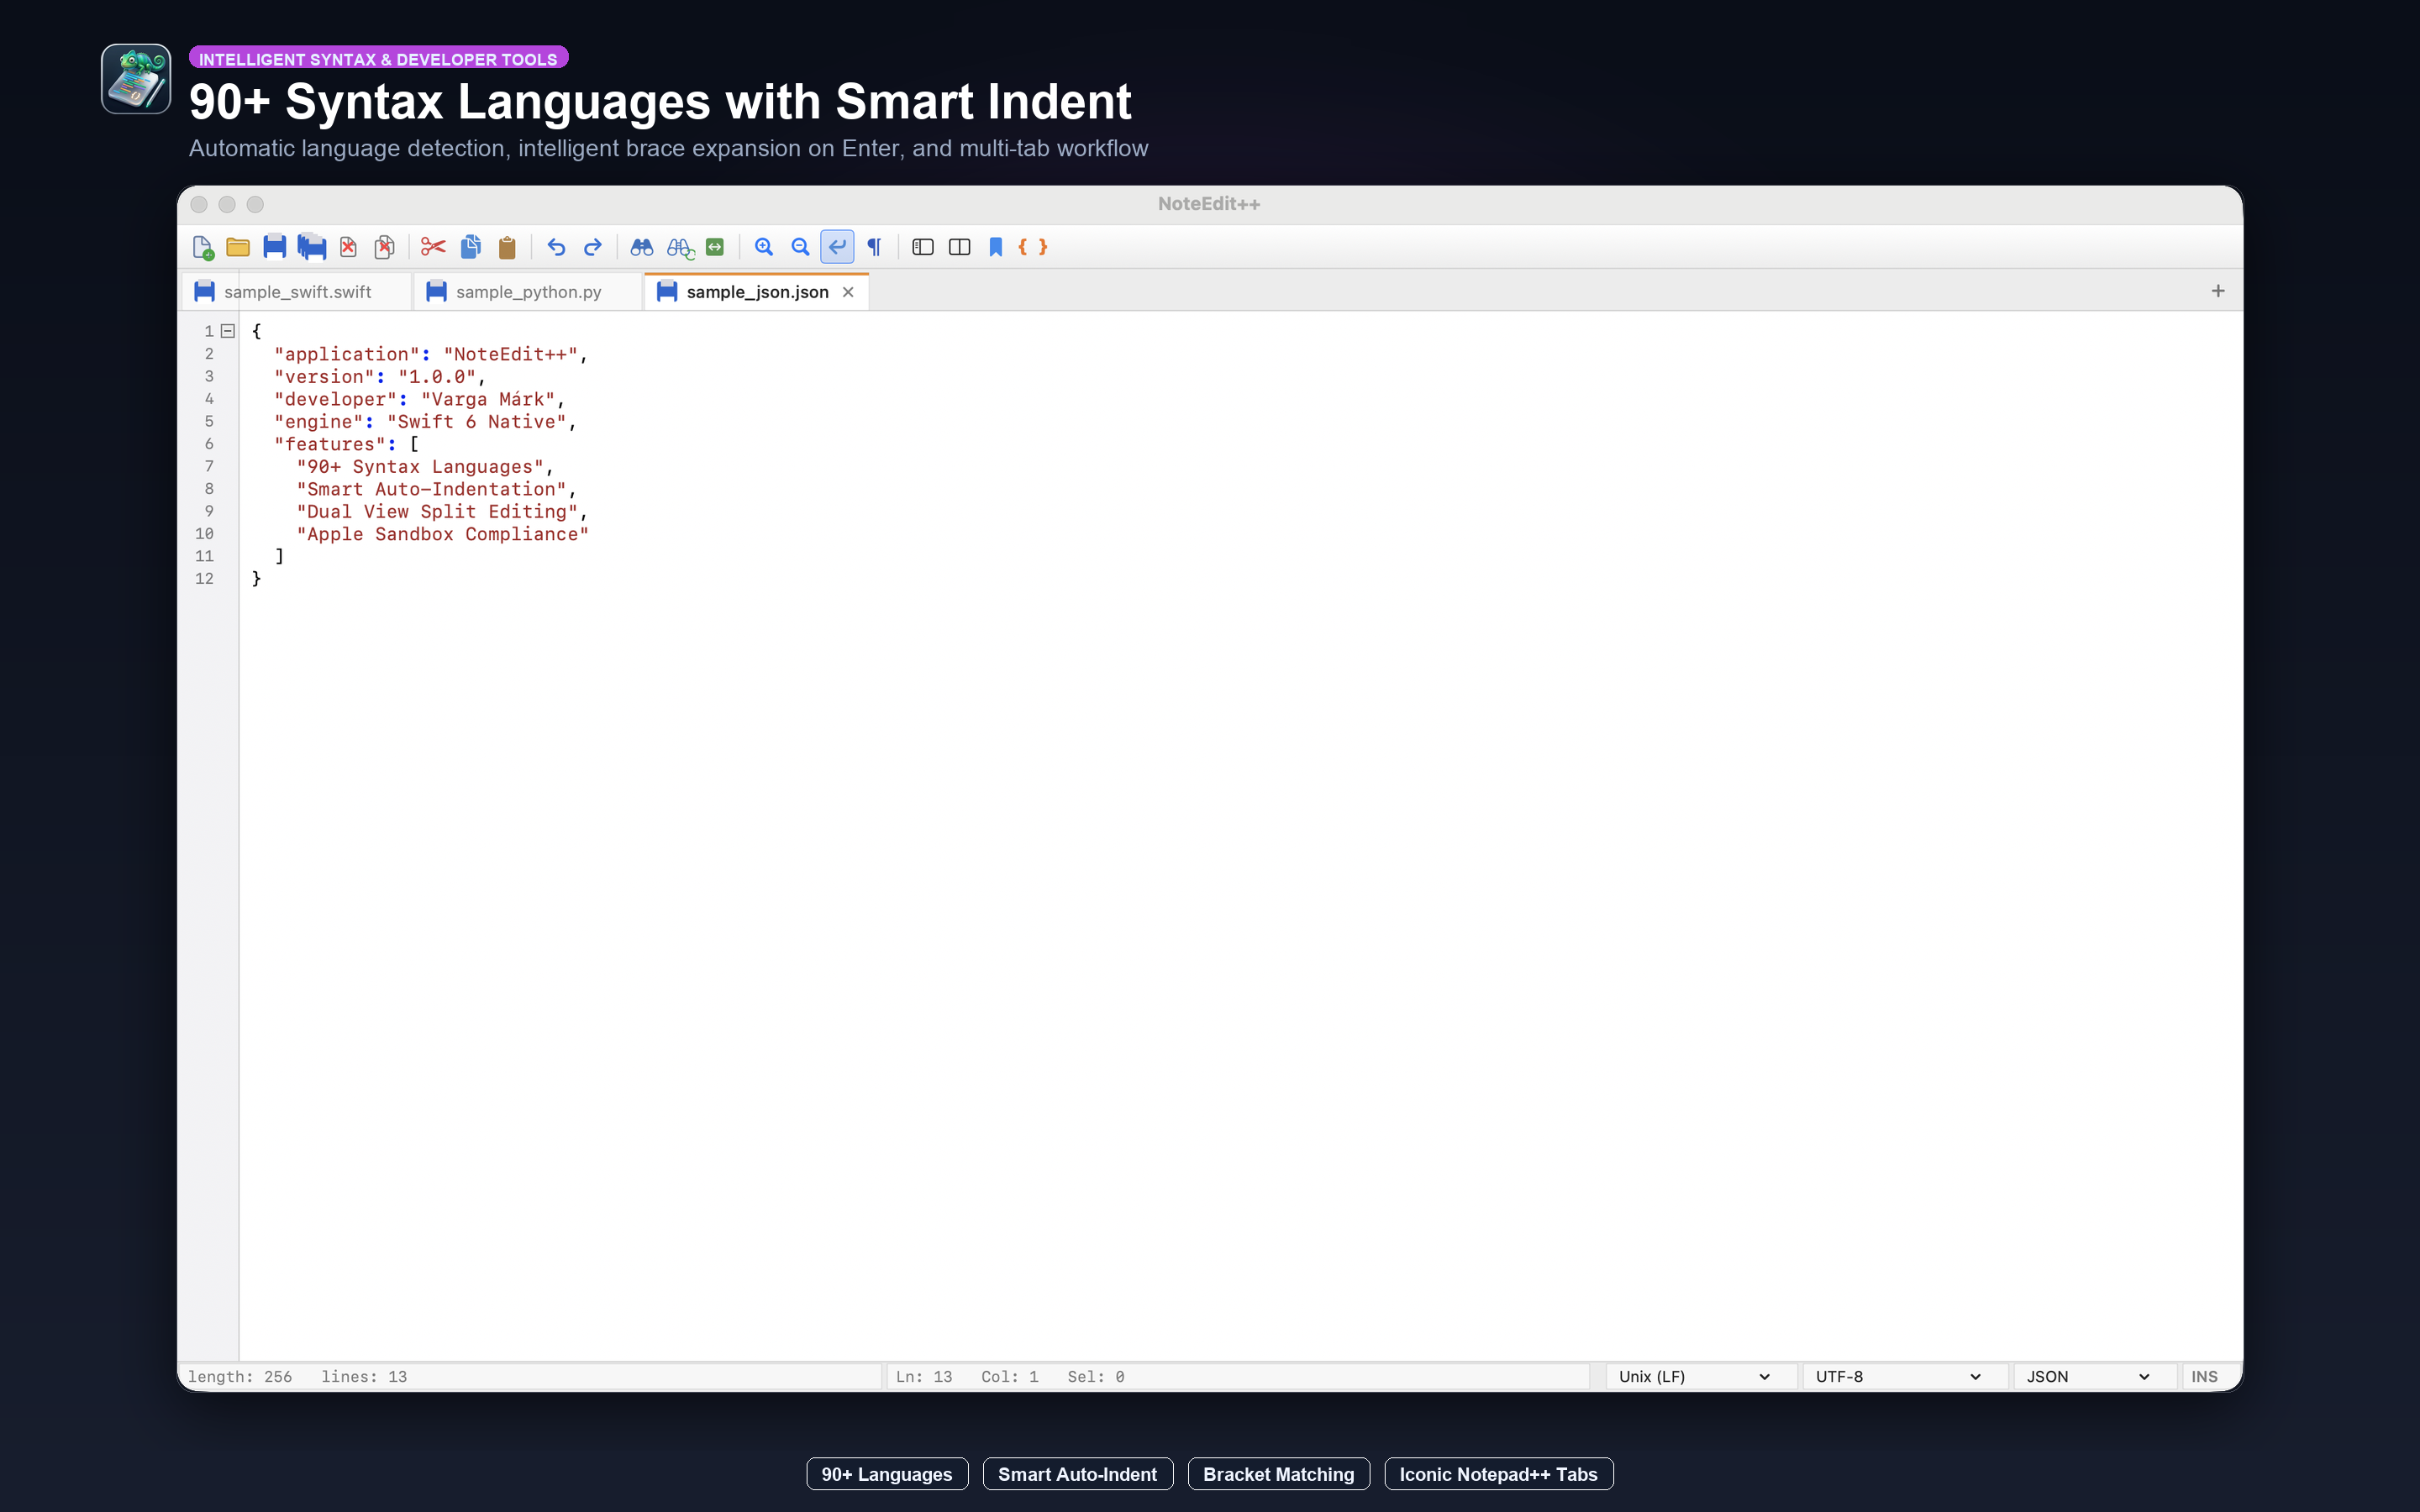 INTELLIGENT SYNTAX & DEVELOPER TOOLS
90+ Syntax Languages with Smart Indent
Automatic language detection, intelligent brace expansion on Enter, and multi-tab workflow
NoteEdit++
sample_swift.swift sample_python.py sample_json.json
1 {
2 "application": "NoteEdit++",
3 "version": "1.0.0",
4 "developer": "Varga Márk",
5 "engine": "Swift 6 Native",
6 "features": [
7 "90+ Syntax Languages",
8 "Smart Auto-Indentation",
9 "Dual View Split Editing",
10 "Apple Sandbox Compliance"
11 ]
12 }
length: 256 lines: 13 Ln: 13 Col: 1 Sel: 0 Unix (LF) UTF-8 JSON INS
90+ Languages Smart Auto-Indent Bracket Matching Iconic Notepad++ Tabs